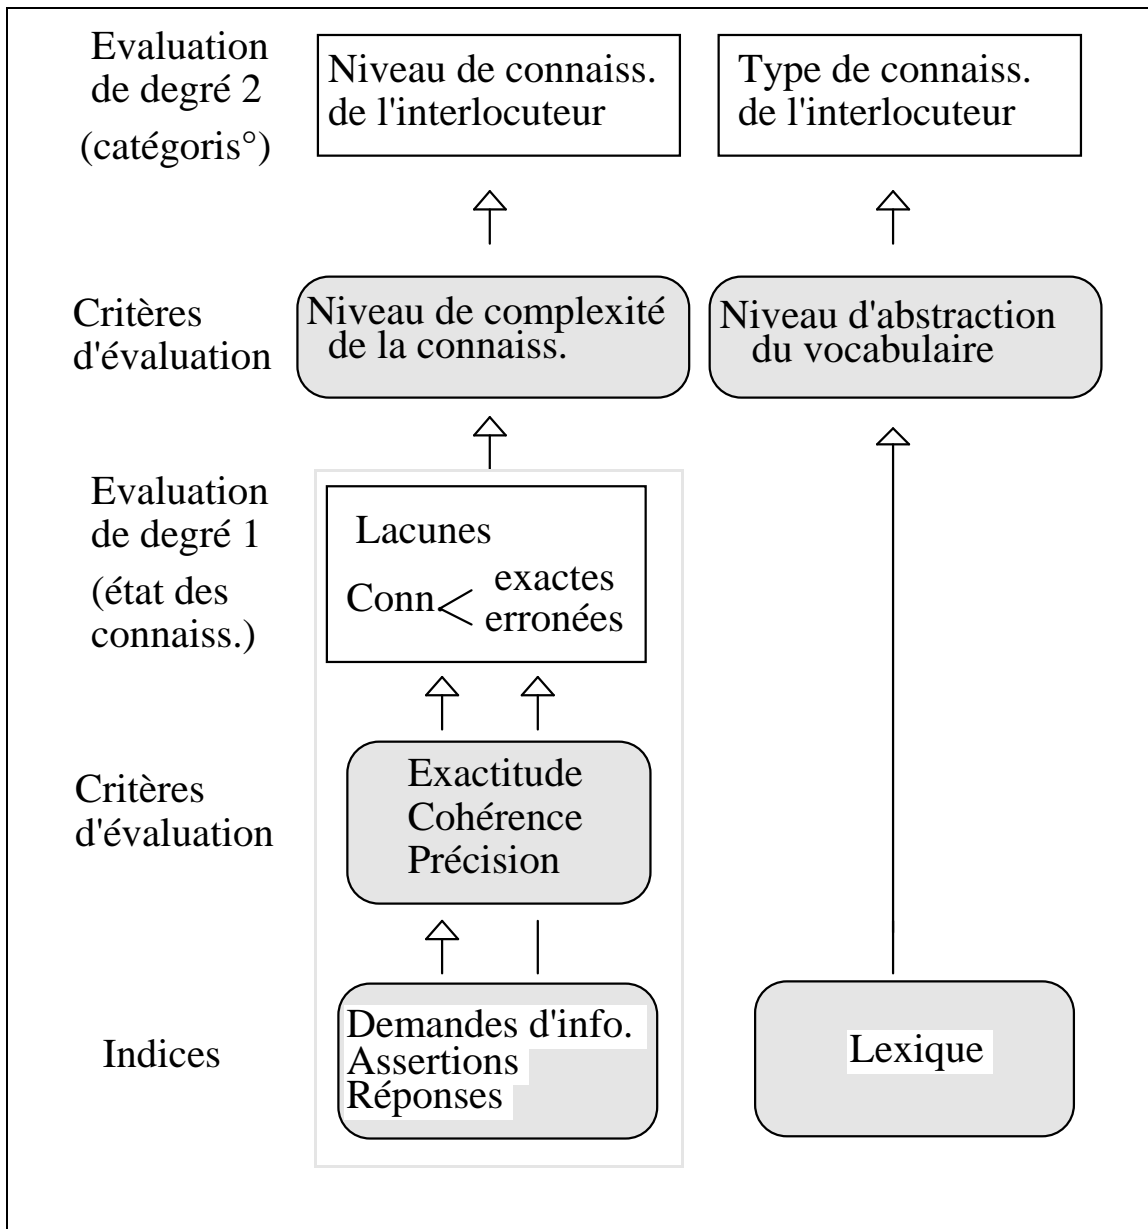 Evaluation
de degré 2
(catégoris°)
Niveau de connaiss.
de l'interlocuteur
Type de connaiss.
de l'interlocuteur
Critères
d'évaluation
Niveau de complexité
de la connaiss.
Niveau d'abstraction
du vocabulaire
Evaluation
de degré 1
(état des
connaiss.)
Lacunes
Conn.
exactes
erronées
Critères
d'évaluation
Exactitude
Cohérence
Précision
Indices
Demandes d'info.
Assertions
Réponses
Lexique